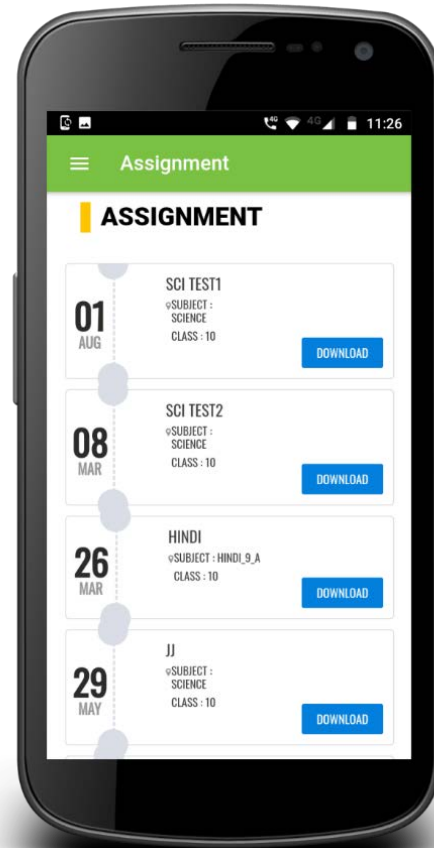 4G 4G 11:26
Assignment
ASSIGNMENT
01
AUG
SCI TEST1
SUBJECT :
SCIENCE
CLASS : 10
DOWNLOAD
08
MAR
SCI TEST2
SUBJECT :
SCIENCE
CLASS : 10
DOWNLOAD
26
MAR
HINDI
SUBJECT : HINDI_9_A
CLASS : 10
DOWNLOAD
29
MAY
JJ
SUBJECT :
SCIENCE
CLASS : 10
DOWNLOAD